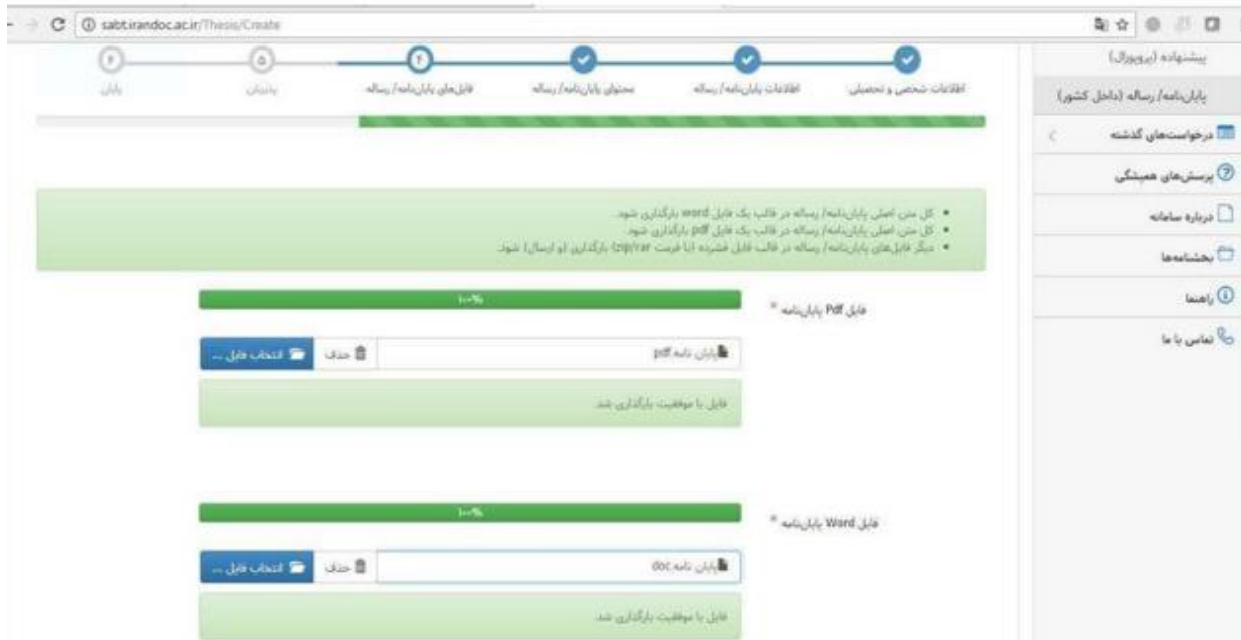 sabt.irandoc.ac.ir/Thesis/Create
پیشنهاده (پروپوزال)
پایان‌نامه/ رساله (داخل کشور)
درخواست‌های گذشته
پرسش‌های همیشگی
درباره سامانه
بخشنامه‌ها
راهنما
تماس با ما
۴
۵
۶
اطلاعات شخصی و تحصیلی
اطلاعات پایان‌نامه/ رساله
محتوای پایان‌نامه/ رساله
فایل‌های پایان‌نامه/ رساله
پشتیبان
پایان
• کل متن اصلی پایان‌نامه/ رساله در قالب یک فایل word بارگذاری شود.
• کل متن اصلی پایان‌نامه/ رساله در قالب یک فایل pdf بارگذاری شود.
• دیگر فایل‌های پایان‌نامه/ رساله در قالب فایل فشرده (با فرمت zip/rar) بارگذاری (و ارسال) شود.
فایل Pdf پایان‌نامه *
۱۰۰%
پایان نامه.pdf
حذف
انتخاب فایل ...
فایل با موفقیت بارگذاری شد.
فایل Word پایان‌نامه *
۱۰۰%
پایان نامه.doc
حذف
انتخاب فایل ...
فایل با موفقیت بارگذاری شد.